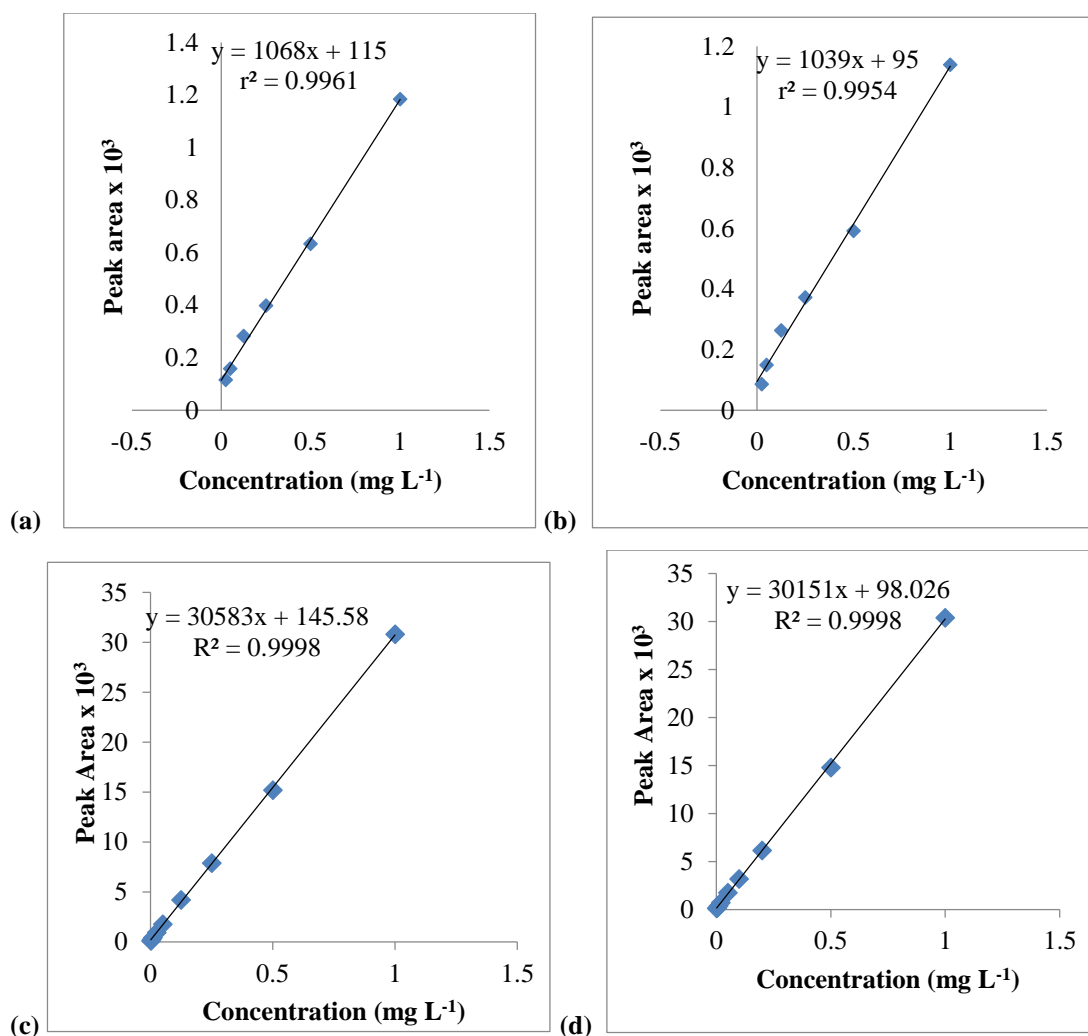 1.4
y = 1068x + 115
r² = 0.9961
1.2
1
0.8
0.6
0.4
0.2
0
-0.5
0
0.5
1
1.5
Peak area x 10³
Concentration (mg L⁻¹)
(a)
1.2
y = 1039x + 95
r² = 0.9954
1
0.8
0.6
0.4
0.2
0
-0.5
0
0.5
1
1.5
Peak area x 10³
Concentration (mg L⁻¹)
(b)
35
y = 30583x + 145.58
R² = 0.9998
30
25
20
15
10
5
0
0
0.5
1
1.5
Peak Area x 10³
Concentration (mg L⁻¹)
(c)
35
y = 30151x + 98.026
R² = 0.9998
30
25
20
15
10
5
0
0
0.5
1
1.5
Peak Area x 10³
Concentration (mg L⁻¹)
(d)